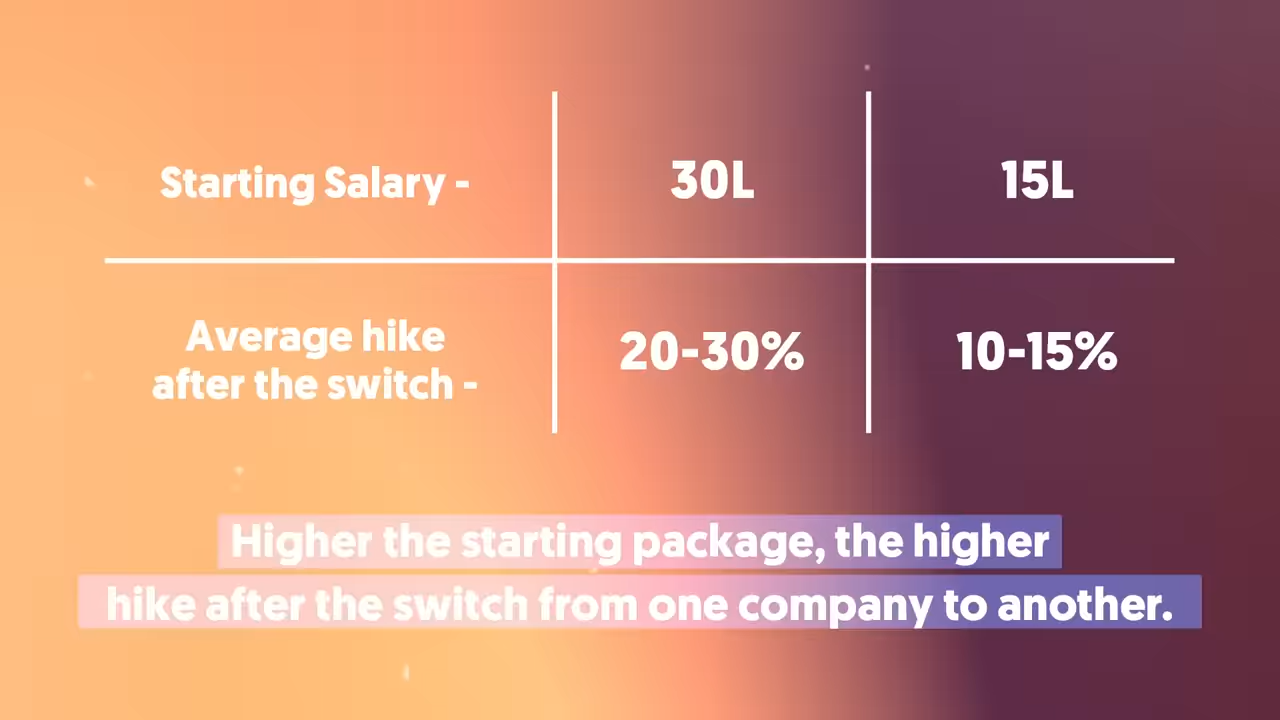 Starting Salary - 30L 15L
Average hike
after the switch - 20-30% 10-15%
Higher the starting package, the higher
hike after the switch from one company to another.